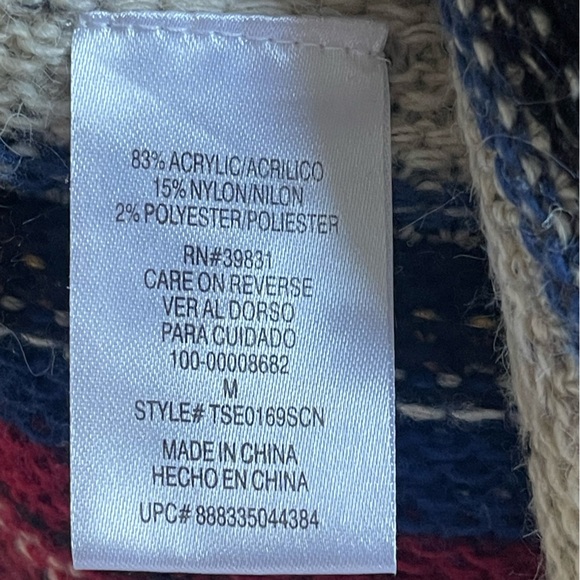 83% ACRYLIC/ACRILICO
15% NYLON/NILON
2% POLYESTER/POLIESTER
RN#39831
CARE ON REVERSE
VER AL DORSO
PARA CUIDADO
100-00008682
M
STYLE# TSE0169SCN
MADE IN CHINA
HECHO EN CHINA
UPC# 888335044384